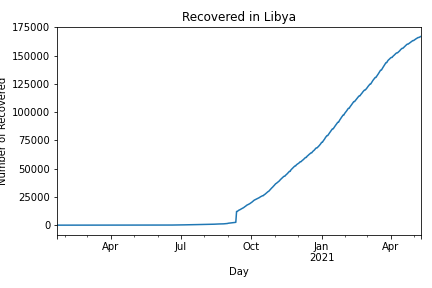 Recovered in Libya
Number of Recovered
175000
150000
125000
100000
75000
50000
25000
0
Apr Jul Oct Jan Apr
2021
Day